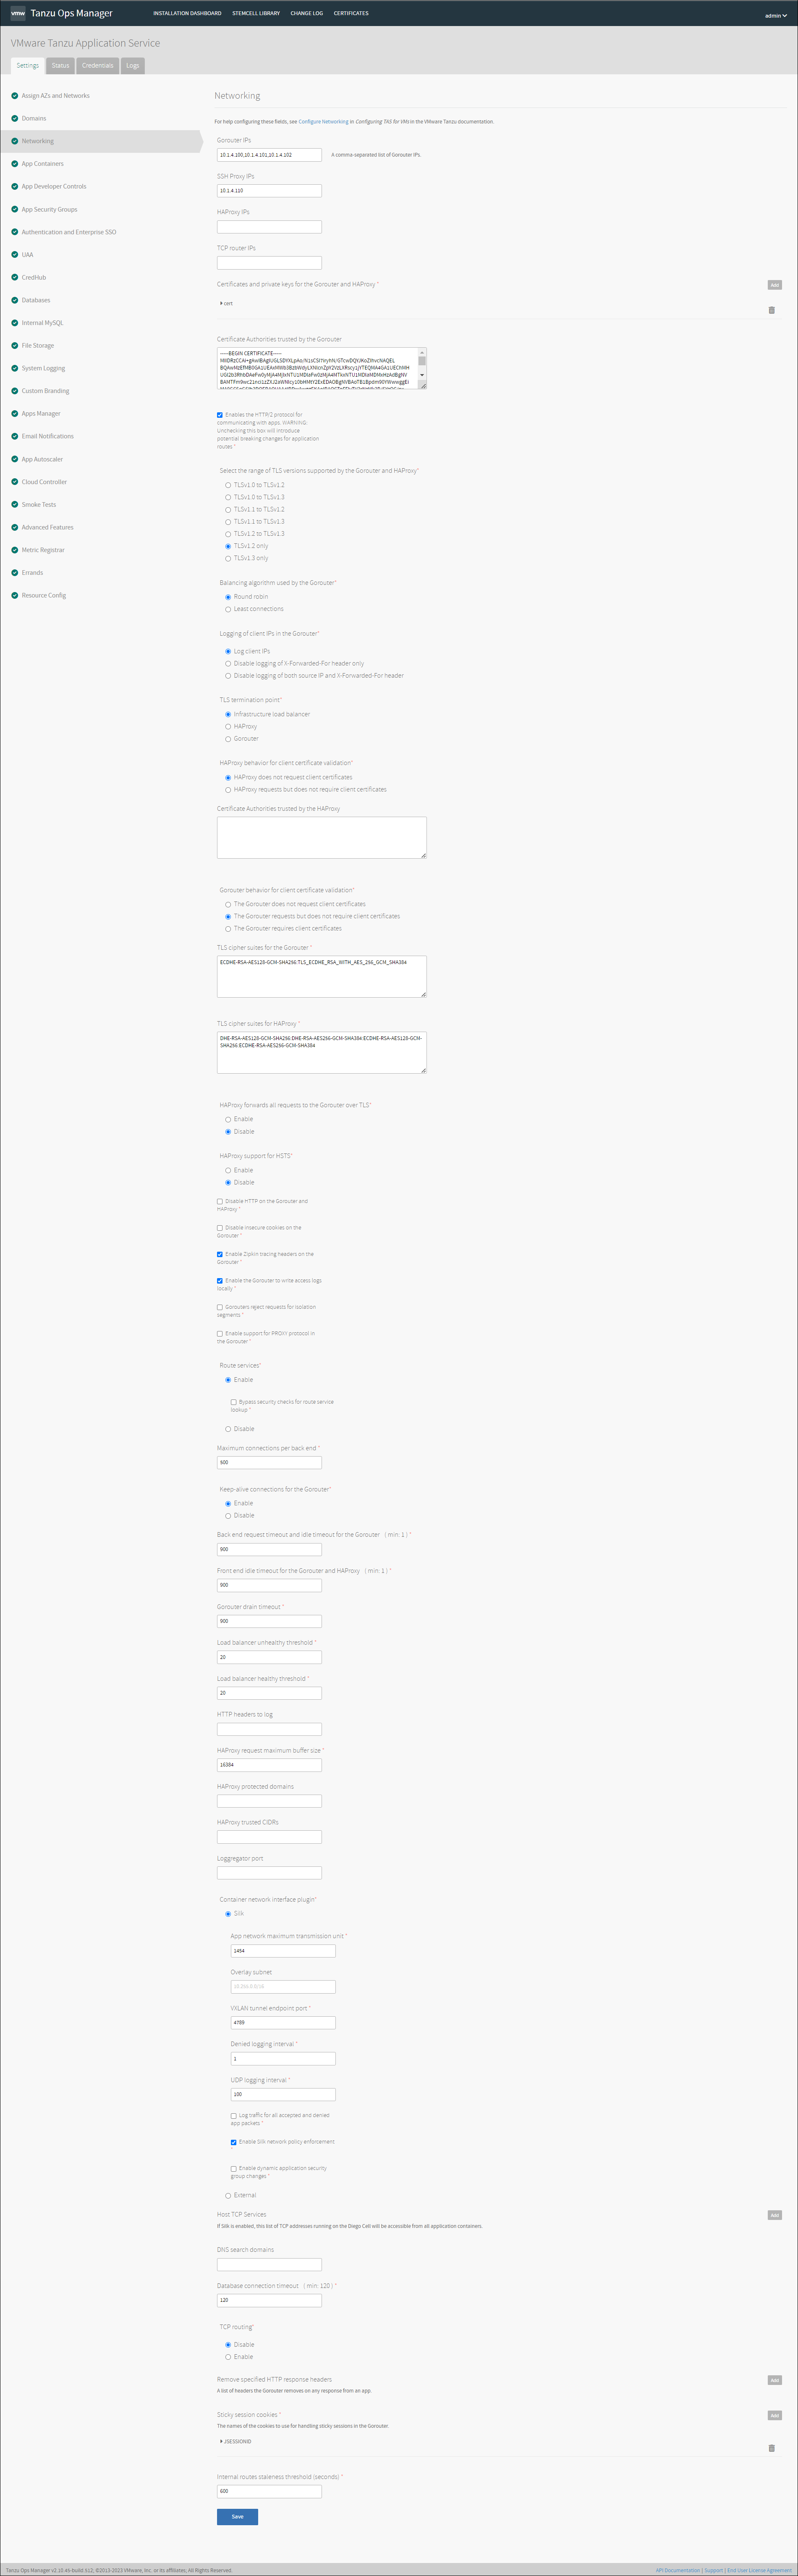 vmw Tanzu Ops Manager INSTALLATION DASHBOARD STEMCELL LIBRARY CHANGE LOG CERTIFICATES admin
VMware Tanzu Application Service
Settings Status Credentials Logs
Assign AZs and Networks
Domains
Networking
App Containers
App Developer Controls
App Security Groups
Authentication and Enterprise SSO
UAA
CredHub
Databases
Internal MySQL
File Storage
System Logging
Custom Branding
Apps Manager
Email Notifications
App Autoscaler
Cloud Controller
Smoke Tests
Advanced Features
Metric Registrar
Errands
Resource Config
Networking
For help configuring these fields, see Configure Networking in Configuring TAS for VMs in the VMware Tanzu documentation.
Gorouter IPs
10.1.4.100,10.1.4.101,10.1.4.102 A comma-separated list of Gorouter IPs.
SSH Proxy IPs
10.1.4.110
HAProxy IPs
TCP router IPs
Certificates and private keys for the Gorouter and HAProxy * Add
cert
Certificate Authorities trusted by the Gorouter
-----BEGIN CERTIFICATE-----
Enables the HTTP/2 protocol for
communicating with apps. WARNING:
Unchecking this box will introduce
potential breaking changes for application
routes *
Select the range of TLS versions supported by the Gorouter and HAProxy*
TLSv1.0 to TLSv1.2
TLSv1.0 to TLSv1.3
TLSv1.1 to TLSv1.2
TLSv1.1 to TLSv1.3
TLSv1.2 to TLSv1.3
TLSv1.2 only
TLSv1.3 only
Balancing algorithm used by the Gorouter*
Round robin
Least connections
Logging of client IPs in the Gorouter*
Log client IPs
Disable logging of X-Forwarded-For header only
Disable logging of both source IP and X-Forwarded-For header
TLS termination point*
Infrastructure load balancer
HAProxy
Gorouter
HAProxy behavior for client certificate validation*
HAProxy does not request client certificates
HAProxy requests but does not require client certificates
Certificate Authorities trusted by the HAProxy
Gorouter behavior for client certificate validation*
The Gorouter does not request client certificates
The Gorouter requests but does not require client certificates
The Gorouter requires client certificates
TLS cipher suites for the Gorouter *
ECDHE-RSA-AES128-GCM-SHA256:TLS_ECDHE_RSA_WITH_AES_256_GCM_SHA384
TLS cipher suites for HAProxy *
DHE-RSA-AES128-GCM-SHA256:DHE-RSA-AES256-GCM-SHA384:ECDHE-RSA-AES128-GCM-
SHA256:ECDHE-RSA-AES256-GCM-SHA384
HAProxy forwards all requests to the Gorouter over TLS*
Enable
Disable
HAProxy support for HSTS*
Enable
Disable
Disable HTTP on the Gorouter and
HAProxy *
Disable insecure cookies on the
Gorouter *
Enable Zipkin tracing headers on the
Gorouter *
Enable the Gorouter to write access logs
locally *
Gorouters reject requests for isolation
segments *
Enable support for PROXY protocol in
the Gorouter *
Route services*
Enable
Bypass security checks for route service
lookup *
Disable
Maximum connections per back end *
500
Keep-alive connections for the Gorouter*
Enable
Disable
Back end request timeout and idle timeout for the Gorouter ( min: 1 ) *
900
Front end idle timeout for the Gorouter and HAProxy ( min: 1 ) *
900
Gorouter drain timeout *
900
Load balancer unhealthy threshold *
20
Load balancer healthy threshold *
20
HTTP headers to log
HAProxy request maximum buffer size *
16384
HAProxy protected domains
HAProxy trusted CIDRs
Loggregator port
Container network interface plugin*
Silk
App network maximum transmission unit *
1454
Overlay subnet
VXLAN tunnel endpoint port *
4789
Denied logging interval *
1
UDP logging interval *
100
Log traffic for all accepted and denied
app packets *
Enable Silk network policy enforcement
*
Enable dynamic application security
group changes *
External
Host TCP Services Add
If Silk is enabled, this list of TCP addresses running on the Diego Cell will be accessible from all application containers.
DNS search domains
Database connection timeout ( min: 120 ) *
120
TCP routing*
Disable
Enable
Remove specified HTTP response headers Add
A list of headers the Gorouter removes on any response from an app.
Sticky session cookies * Add
The names of the cookies to use for handling sticky sessions in the Gorouter.
JSESSIONID
Internal routes staleness threshold (seconds) *
600
Save
API Documentation | Support | End User License Agreement